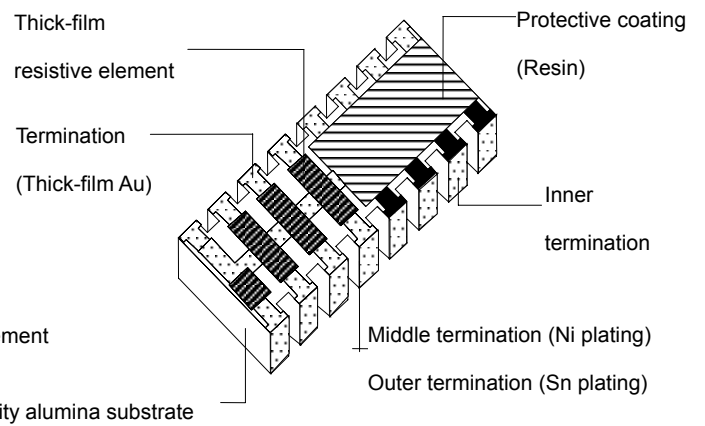 Thick-film
resistive element
Termination
(Thick-film Au)
Protective coating
(Resin)
Inner
termination
Middle termination (Ni plating)
Outer termination (Sn plating)
ement
ity alumina substrate